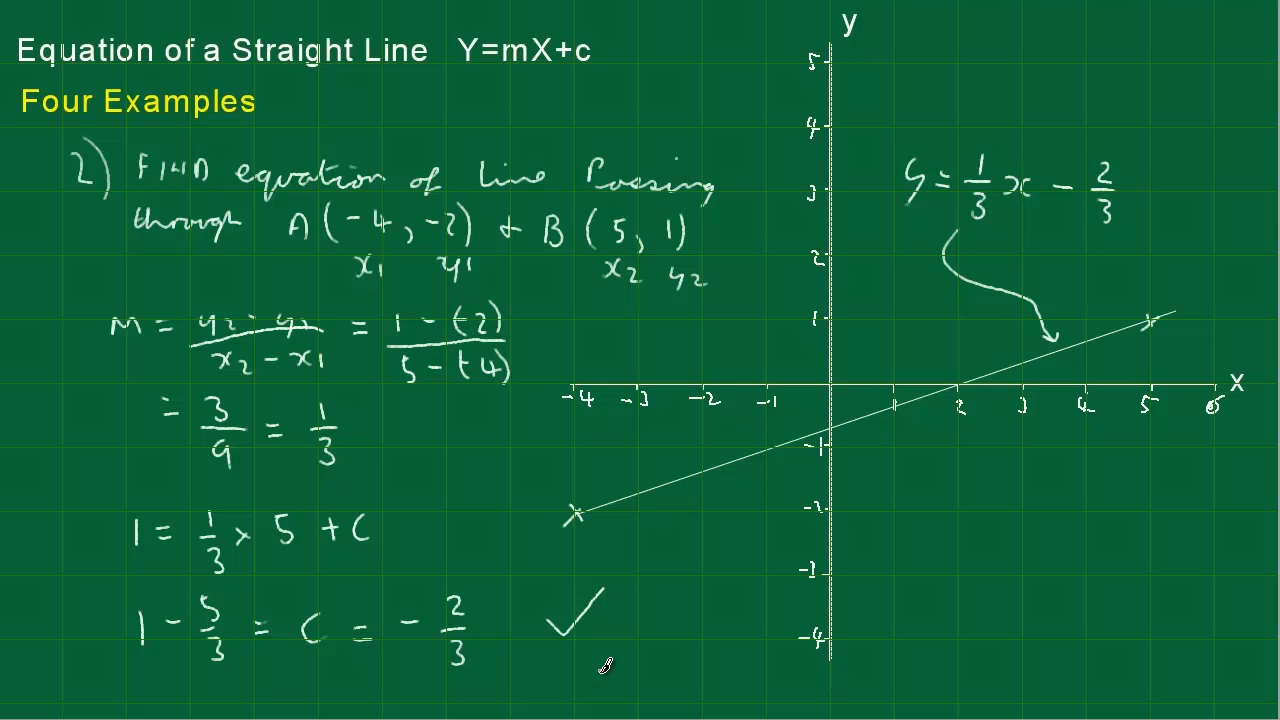 Equation of a Straight Line Y=mX+c
Four Examples
2) FIND equation of Line Passing
through A(-4, -2) + B(5, 1)
x1 y1 x2 y2
M = y2 - y1 / x2 - x1 = 1 - (-2) / 5 - (-4)
= 3/9 = 1/3
1 = 1/3 × 5 + C
1 - 5/3 = C = - 2/3
y
5
4
3
2
1
-1
-2
-3
-4
y = 1/3 x - 2/3
-4 -3 -2 -1 1 2 3 4 5 6 x